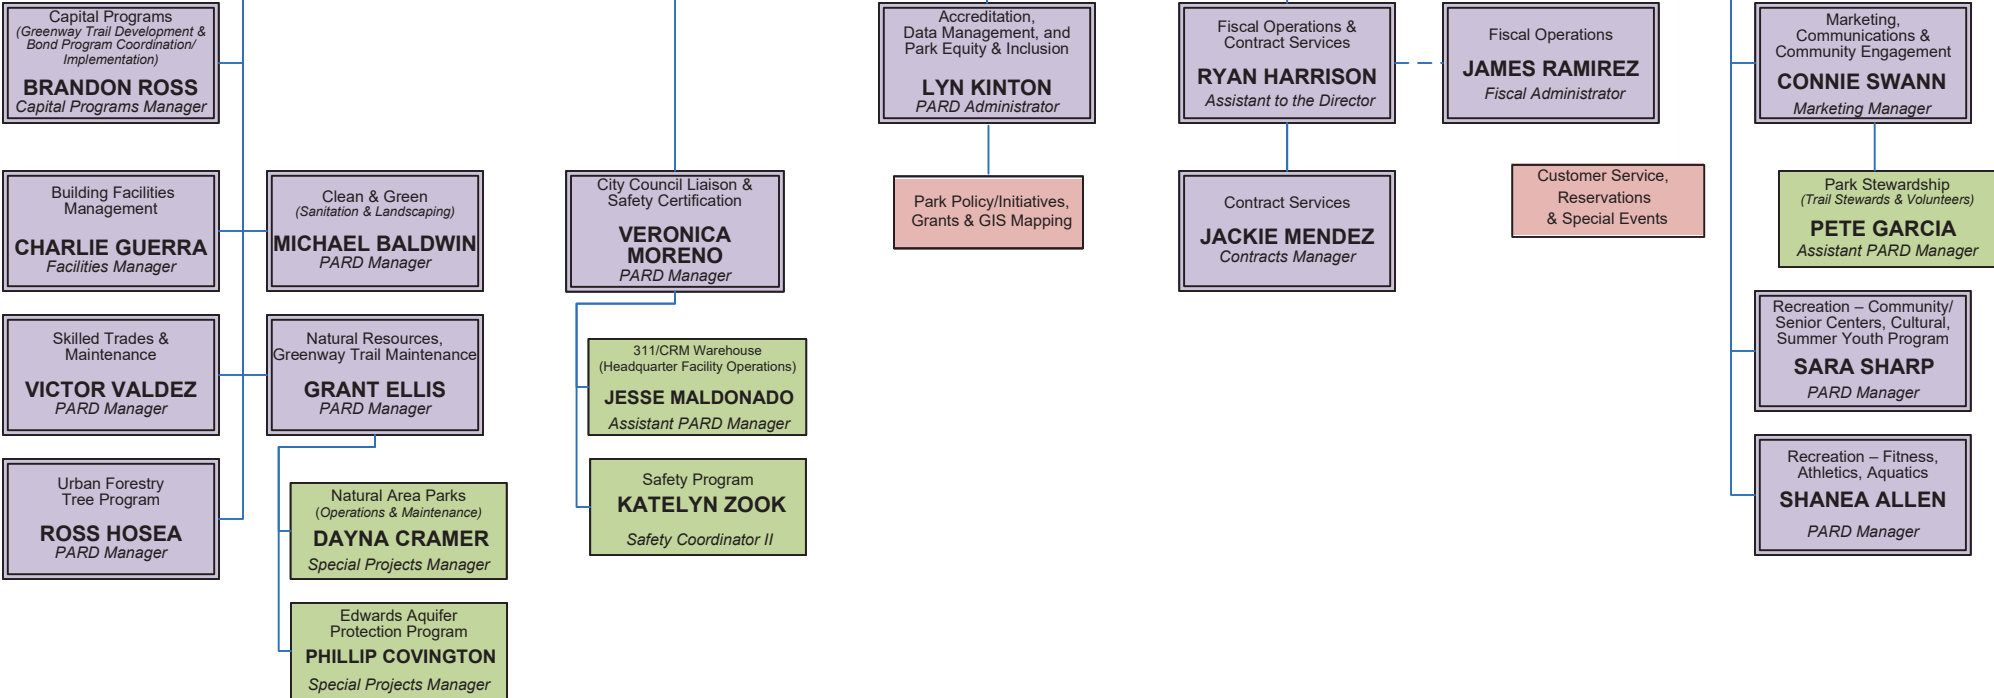 Capital Programs
(Greenway Trail Development &
Bond Program Coordination/
Implementation)
BRANDON ROSS
Capital Programs Manager
Accreditation,
Data Management, and
Park Equity & Inclusion
LYN KINTON
PARD Administrator
Fiscal Operations &
Contract Services
RYAN HARRISON
Assistant to the Director
Fiscal Operations
JAMES RAMIREZ
Fiscal Administrator
Marketing,
Communications &
Community Engagement
CONNIE SWANN
Marketing Manager
Building Facilities
Management
CHARLIE GUERRA
Facilities Manager
Clean & Green
(Sanitation & Landscaping)
MICHAEL BALDWIN
PARD Manager
City Council Liaison &
Safety Certification
VERONICA
MORENO
PARD Manager
Park Policy/Initiatives,
Grants & GIS Mapping
Contract Services
JACKIE MENDEZ
Contracts Manager
Customer Service,
Reservations
& Special Events
Park Stewardship
(Trail Stewards & Volunteers)
PETE GARCIA
Assistant PARD Manager
Skilled Trades &
Maintenance
VICTOR VALDEZ
PARD Manager
Natural Resources,
Greenway Trail Maintenance
GRANT ELLIS
PARD Manager
311/CRM Warehouse
(Headquarter Facility Operations)
JESSE MALDONADO
Assistant PARD Manager
Recreation – Community/
Senior Centers, Cultural,
Summer Youth Program
SARA SHARP
PARD Manager
Urban Forestry
Tree Program
ROSS HOSEA
PARD Manager
Natural Area Parks
(Operations & Maintenance)
DAYNA CRAMER
Special Projects Manager
Safety Program
KATELYN ZOOK
Safety Coordinator II
Recreation – Fitness,
Athletics, Aquatics
SHANEA ALLEN
PARD Manager
Edwards Aquifer
Protection Program
PHILLIP COVINGTON
Special Projects Manager